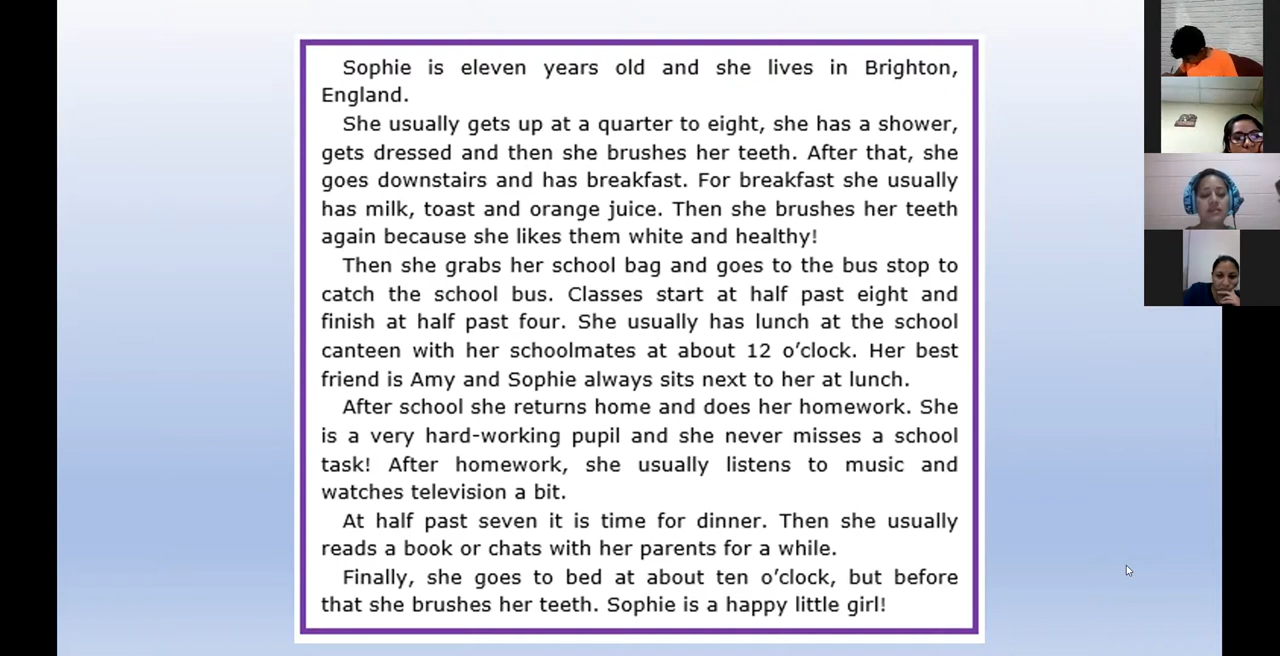 Sophie is eleven years old and she lives in Brighton,
England.
She usually gets up at a quarter to eight, she has a shower,
gets dressed and then she brushes her teeth. After that, she
goes downstairs and has breakfast. For breakfast she usually
has milk, toast and orange juice. Then she brushes her teeth
again because she likes them white and healthy!
Then she grabs her school bag and goes to the bus stop to
catch the school bus. Classes start at half past eight and
finish at half past four. She usually has lunch at the school
canteen with her schoolmates at about 12 o’clock. Her best
friend is Amy and Sophie always sits next to her at lunch.
After school she returns home and does her homework. She
is a very hard-working pupil and she never misses a school
task! After homework, she usually listens to music and
watches television a bit.
At half past seven it is time for dinner. Then she usually
reads a book or chats with her parents for a while.
Finally, she goes to bed at about ten o’clock, but before
that she brushes her teeth. Sophie is a happy little girl!